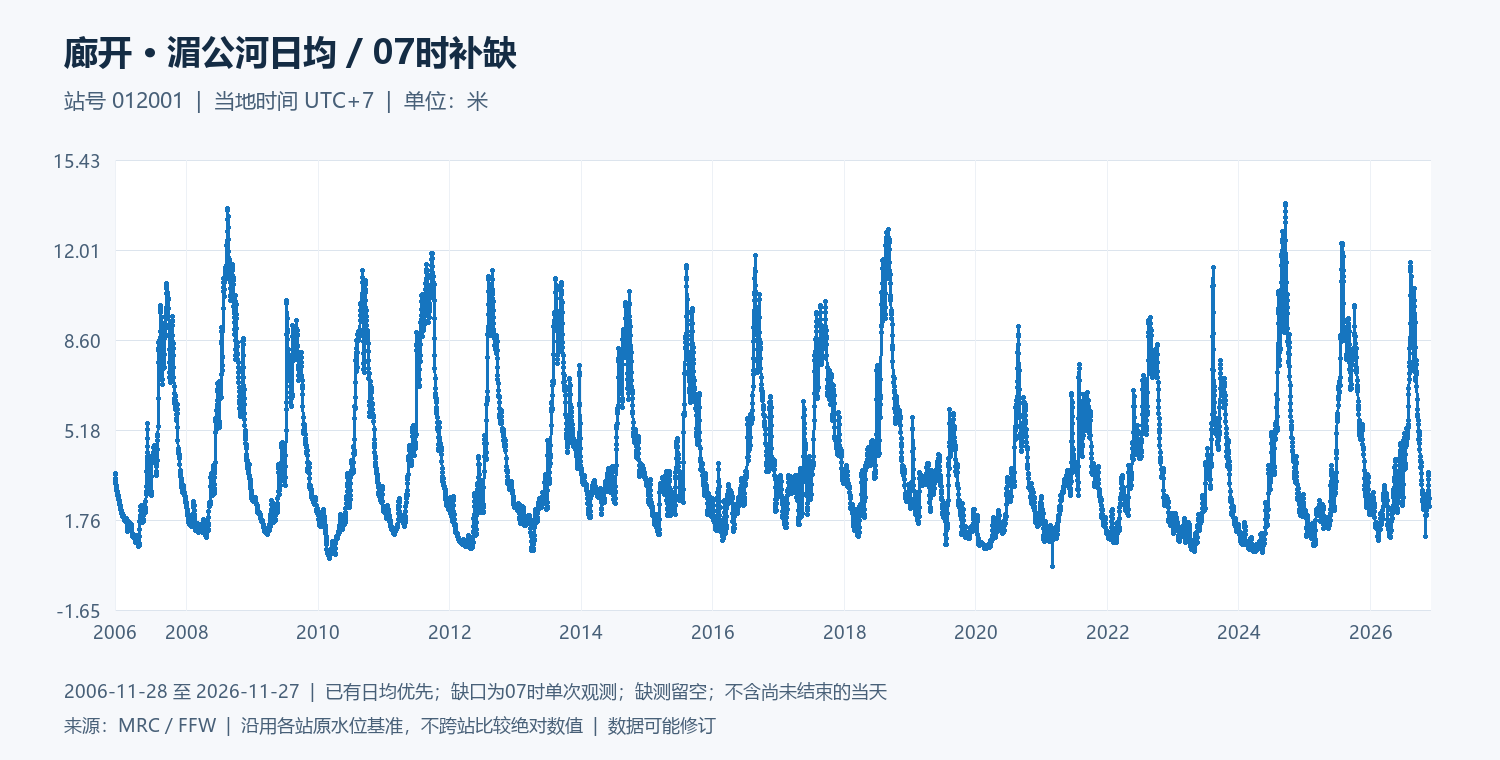 廊开 • 湄公河日均 / 07时补缺
站号 012001 | 当地时间 UTC+7 | 单位：米
15.43
12.01
8.60
5.18
1.76
-1.65
2006 2008 2010 2012 2014 2016 2018 2020 2022 2024 2026
2006-11-28 至 2026-11-27 | 已有日均优先；缺口为07时单次观测；缺测留空；不含尚未结束的当天
来源：MRC / FFW | 沿用各站原水位基准，不跨站比较绝对数值 | 数据可能修订